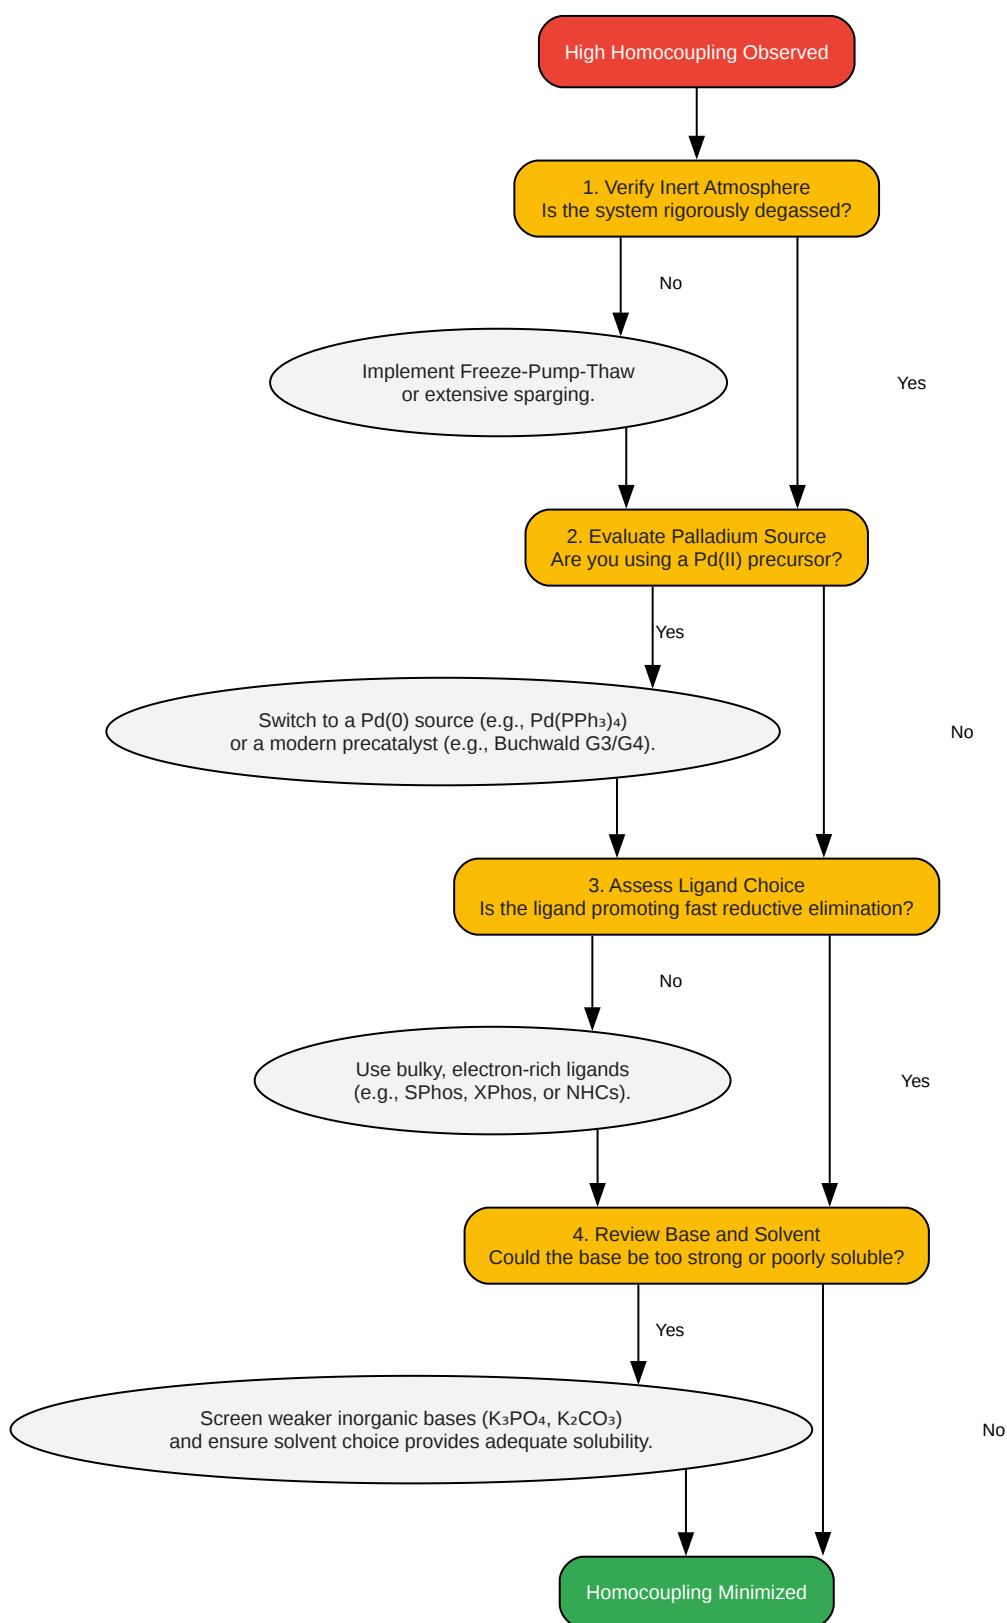 High Homocoupling Observed
1. Verify Inert Atmosphere
Is the system rigorously degassed?
No
Implement Freeze-Pump-Thaw
or extensive sparging.
Yes
2. Evaluate Palladium Source
Are you using a Pd(II) precursor?
Yes
Switch to a Pd(0) source (e.g., Pd(PPh₃)₄)
or a modern precatalyst (e.g., Buchwald G3/G4).
No
3. Assess Ligand Choice
Is the ligand promoting fast reductive elimination?
No
Use bulky, electron-rich ligands
(e.g., SPhos, XPhos, or NHCs).
Yes
4. Review Base and Solvent
Could the base be too strong or poorly soluble?
Yes
Screen weaker inorganic bases (K₃PO₄, K₂CO₃)
and ensure solvent choice provides adequate solubility.
No
Homocoupling Minimized